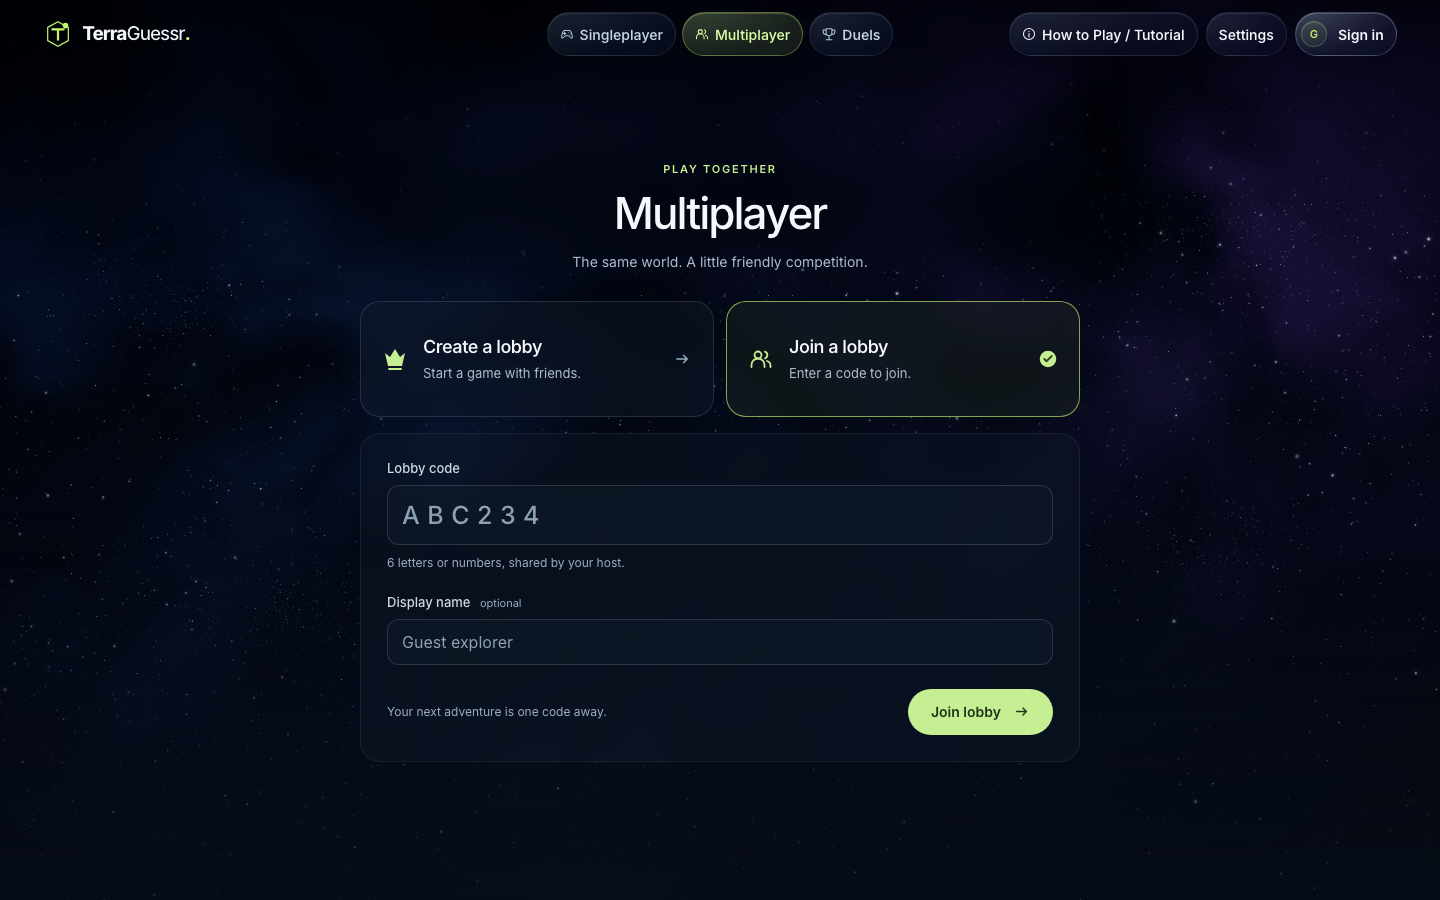 TerraGuessr.
Singleplayer
Multiplayer
Duels
How to Play / Tutorial
Settings
G
Sign in
PLAY TOGETHER
Multiplayer
The same world. A little friendly competition.
Create a lobby
Start a game with friends.
Join a lobby
Enter a code to join.
Lobby code
ABC234
6 letters or numbers, shared by your host.
Display name optional
Guest explorer
Your next adventure is one code away.
Join lobby